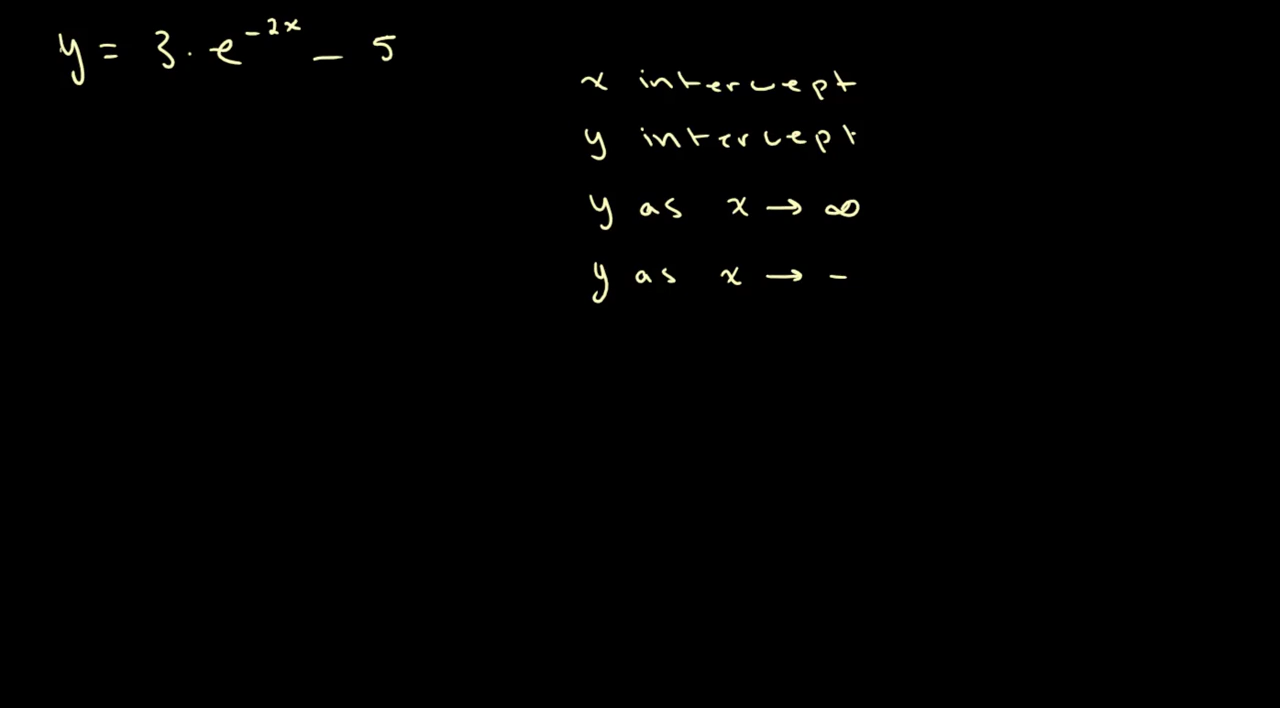 y = 3 · e^{-2x} - 5
x intercept
y intercept
y as x → ∞
y as x → -